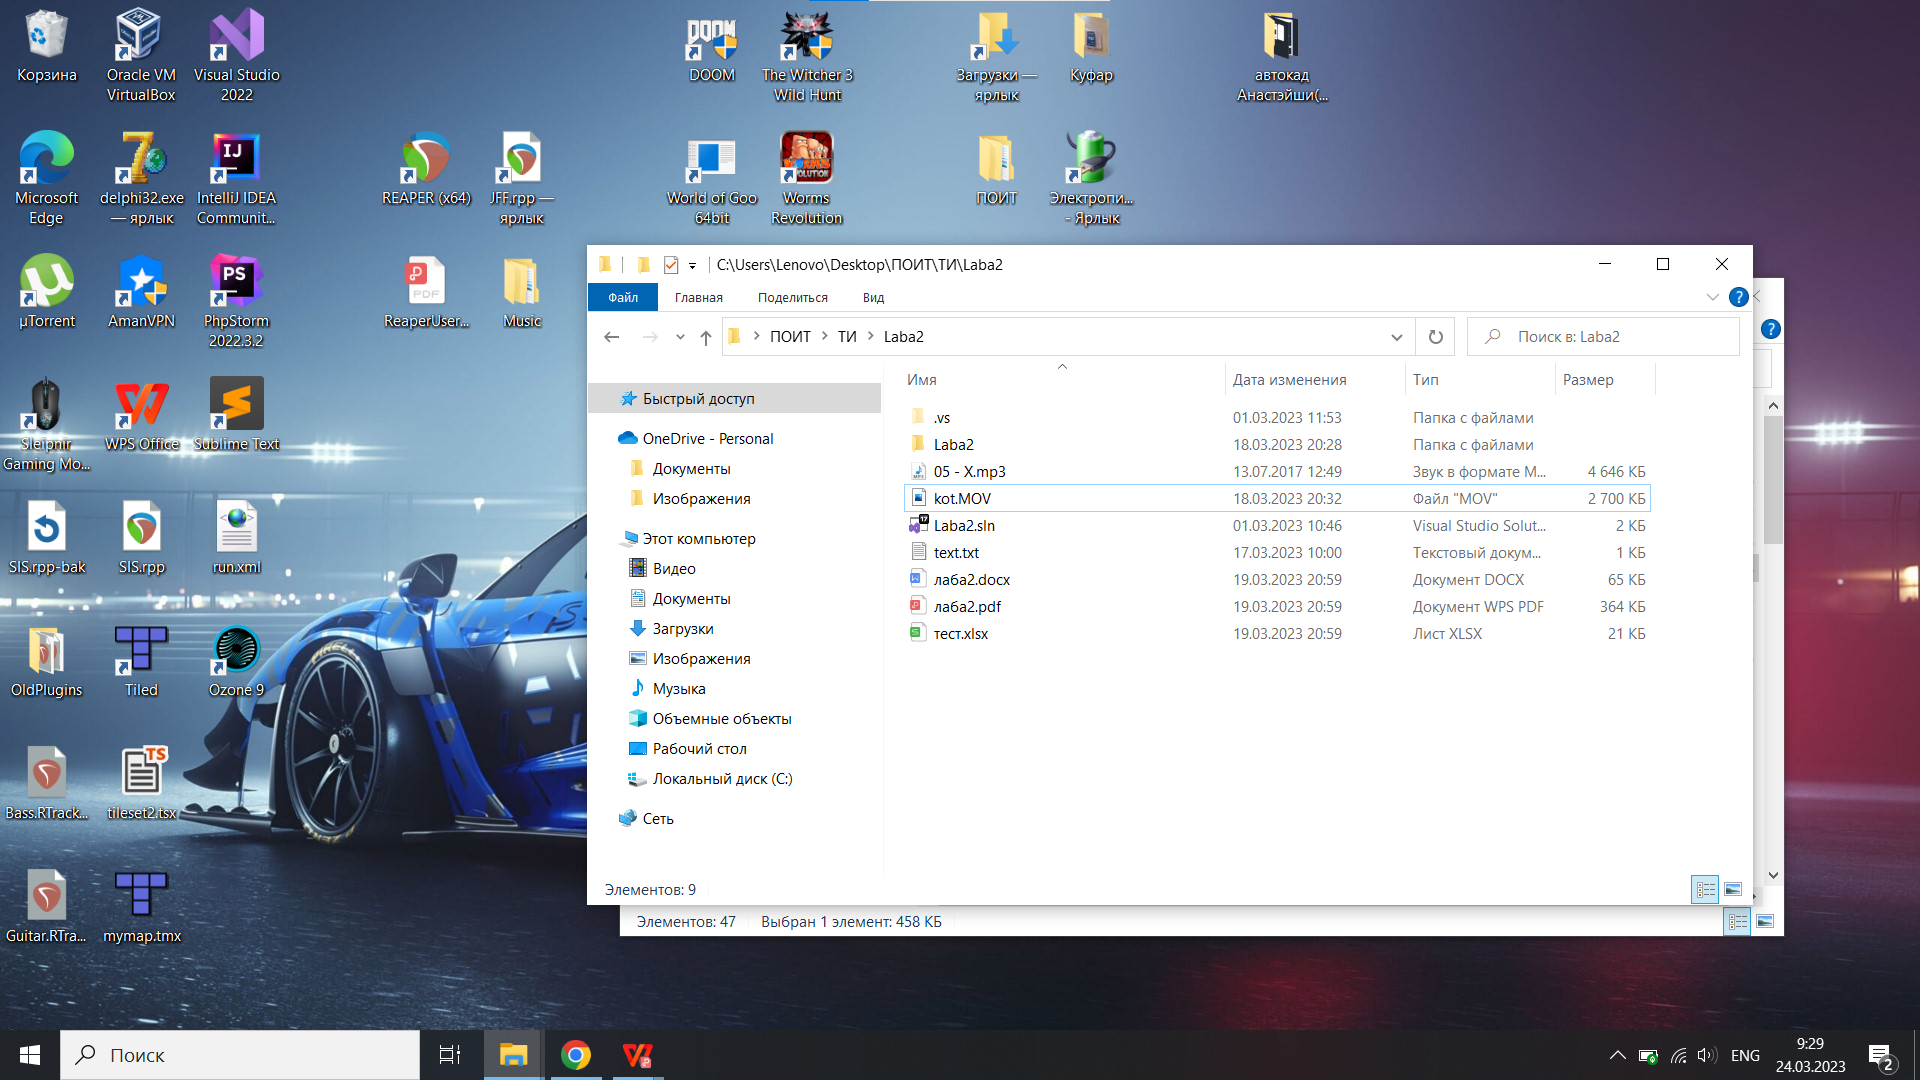 Корзина
Oracle VM
VirtualBox
Visual Studio
2022
DOOM
The Witcher 3
Wild Hunt
Загрузки —
ярлык
Куфар
автокад
Анастэйши(...
Microsoft
Edge
delphi32.exe
— ярлык
IntelliJ IDEA
Communit...
REAPER (x64)
JFF.rpp —
ярлык
World of Goo
64bit
Worms
Revolution
ПОИТ
Электропи...
- Ярлык
µTorrent
AmanVPN
PhpStorm
2022.3.2
ReaperUser...
Music
Sleipnir
Gaming Mo...
WPS Office
Sublime Text
SIS.rpp-bak
SIS.rpp
run.xml
OldPlugins
Tiled
Ozone 9
Bass.RTrack...
tileset2.tsx
Guitar.RTra...
mymap.tmx
C:\Users\Lenovo\Desktop\ПОИТ\ТИ\Laba2
Файл
Главная
Поделиться
Вид
ПОИТ
ТИ
Laba2
Поиск в: Laba2
Быстрый доступ
OneDrive - Personal
Документы
Изображения
Этот компьютер
Видео
Документы
Загрузки
Изображения
Музыка
Объемные объекты
Рабочий стол
Локальный диск (C:)
Сеть
Имя Дата изменения Тип Размер
.vs 01.03.2023 11:53 Папка с файлами
Laba2 18.03.2023 20:28 Папка с файлами
05 - X.mp3 13.07.2017 12:49 Звук в формате M... 4 646 КБ
kot.MOV 18.03.2023 20:32 Файл "MOV" 2 700 КБ
Laba2.sln 01.03.2023 10:46 Visual Studio Solut... 2 КБ
text.txt 17.03.2023 10:00 Текстовый докум... 1 КБ
лаба2.docx 19.03.2023 20:59 Документ DOCX 65 КБ
лаба2.pdf 19.03.2023 20:59 Документ WPS PDF 364 КБ
тест.xlsx 19.03.2023 20:59 Лист XLSX 21 КБ
Элементов: 9
Элементов: 47 Выбран 1 элемент: 458 КБ
Поиск
ENG
9:29
24.03.2023
2